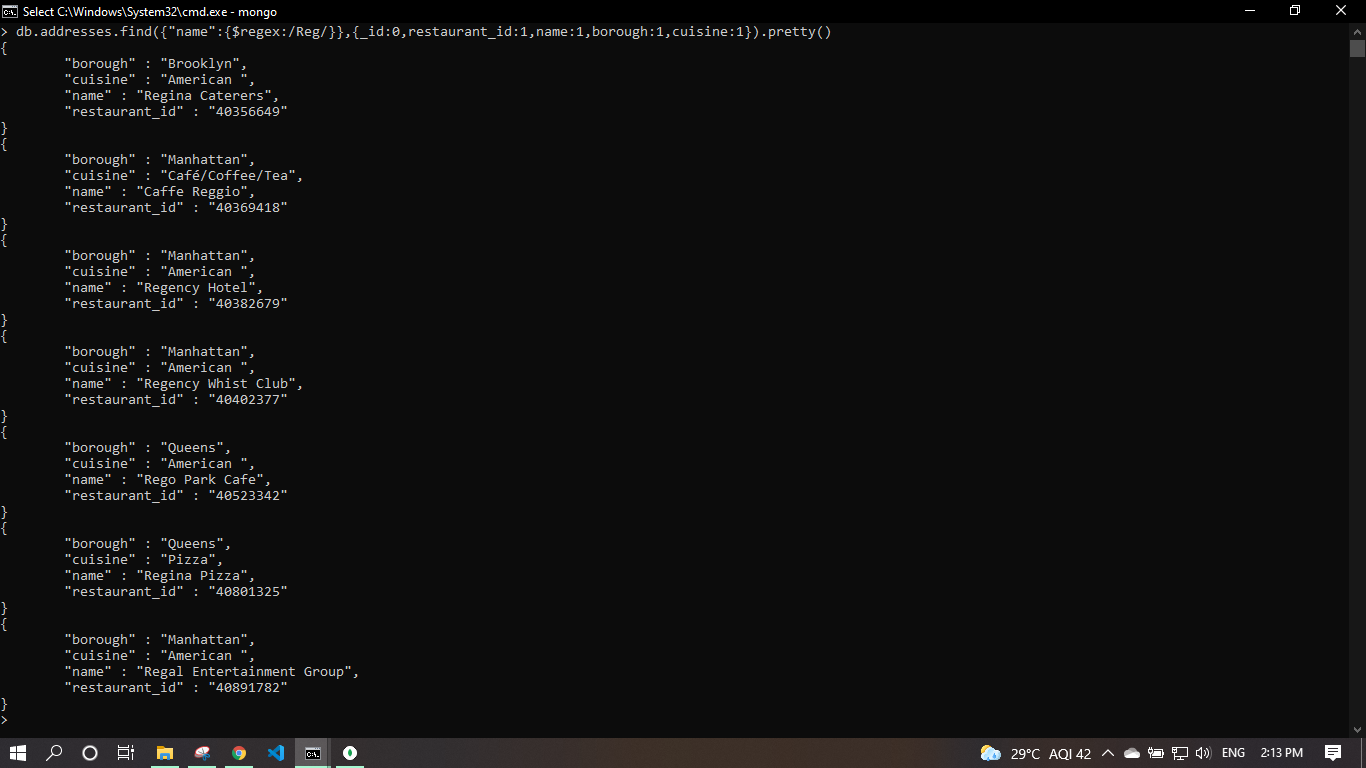 Select C:\Windows\System32\cmd.exe - mongo
> db.addresses.find({"name":{$regex:/Reg/}},{_id:0,restaurant_id:1,name:1,borough:1,cuisine:1}).pretty()
{
"borough" : "Brooklyn",
"cuisine" : "American ",
"name" : "Regina Caterers",
"restaurant_id" : "40356649"
}
{
"borough" : "Manhattan",
"cuisine" : "Café/Coffee/Tea",
"name" : "Caffe Reggio",
"restaurant_id" : "40369418"
}
{
"borough" : "Manhattan",
"cuisine" : "American ",
"name" : "Regency Hotel",
"restaurant_id" : "40382679"
}
{
"borough" : "Manhattan",
"cuisine" : "American ",
"name" : "Regency Whist Club",
"restaurant_id" : "40402377"
}
{
"borough" : "Queens",
"cuisine" : "American ",
"name" : "Rego Park Cafe",
"restaurant_id" : "40523342"
}
{
"borough" : "Queens",
"cuisine" : "Pizza",
"name" : "Regina Pizza",
"restaurant_id" : "40801325"
}
{
"borough" : "Manhattan",
"cuisine" : "American ",
"name" : "Regal Entertainment Group",
"restaurant_id" : "40891782"
}
>
29°C AQI 42 ENG 2:13 PM